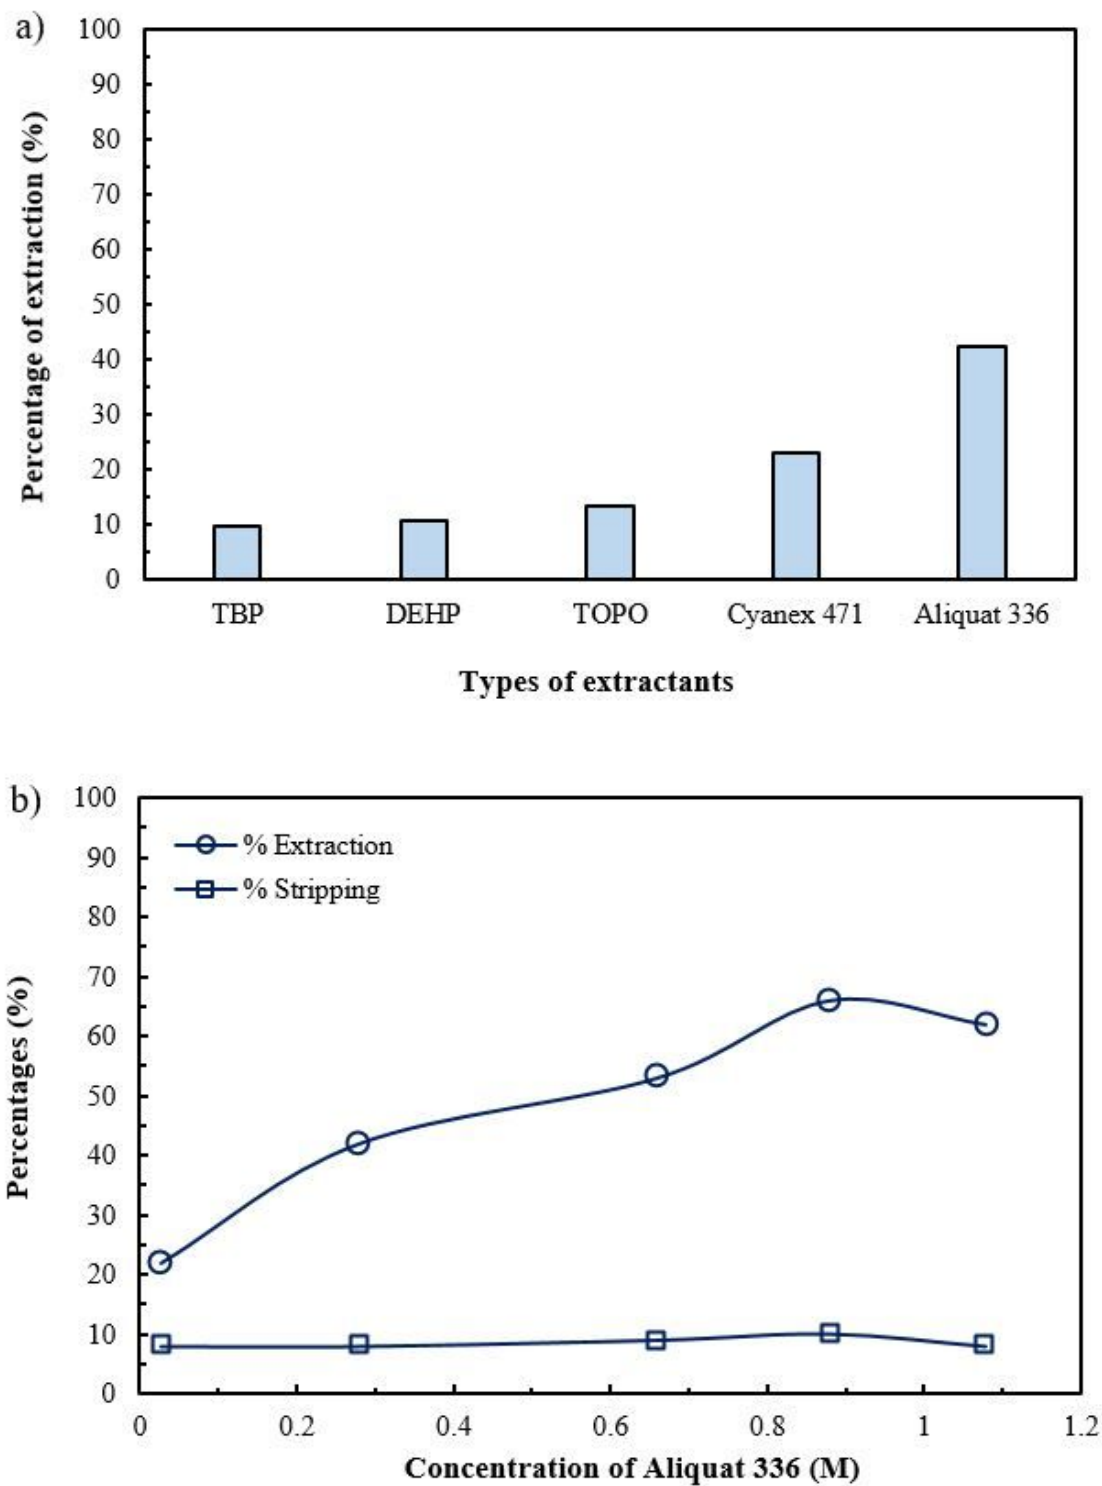 a)
Percentage of extraction (%)
100
90
80
70
60
50
40
30
20
10
0
TBP DEHP TOPO Cyanex 471 Aliquat 336
Types of extractants
b)
Percentages (%)
100
90
80
70
60
50
40
30
20
10
0
% Extraction
% Stripping
0 0.2 0.4 0.6 0.8 1 1.2
Concentration of Aliquat 336 (M)